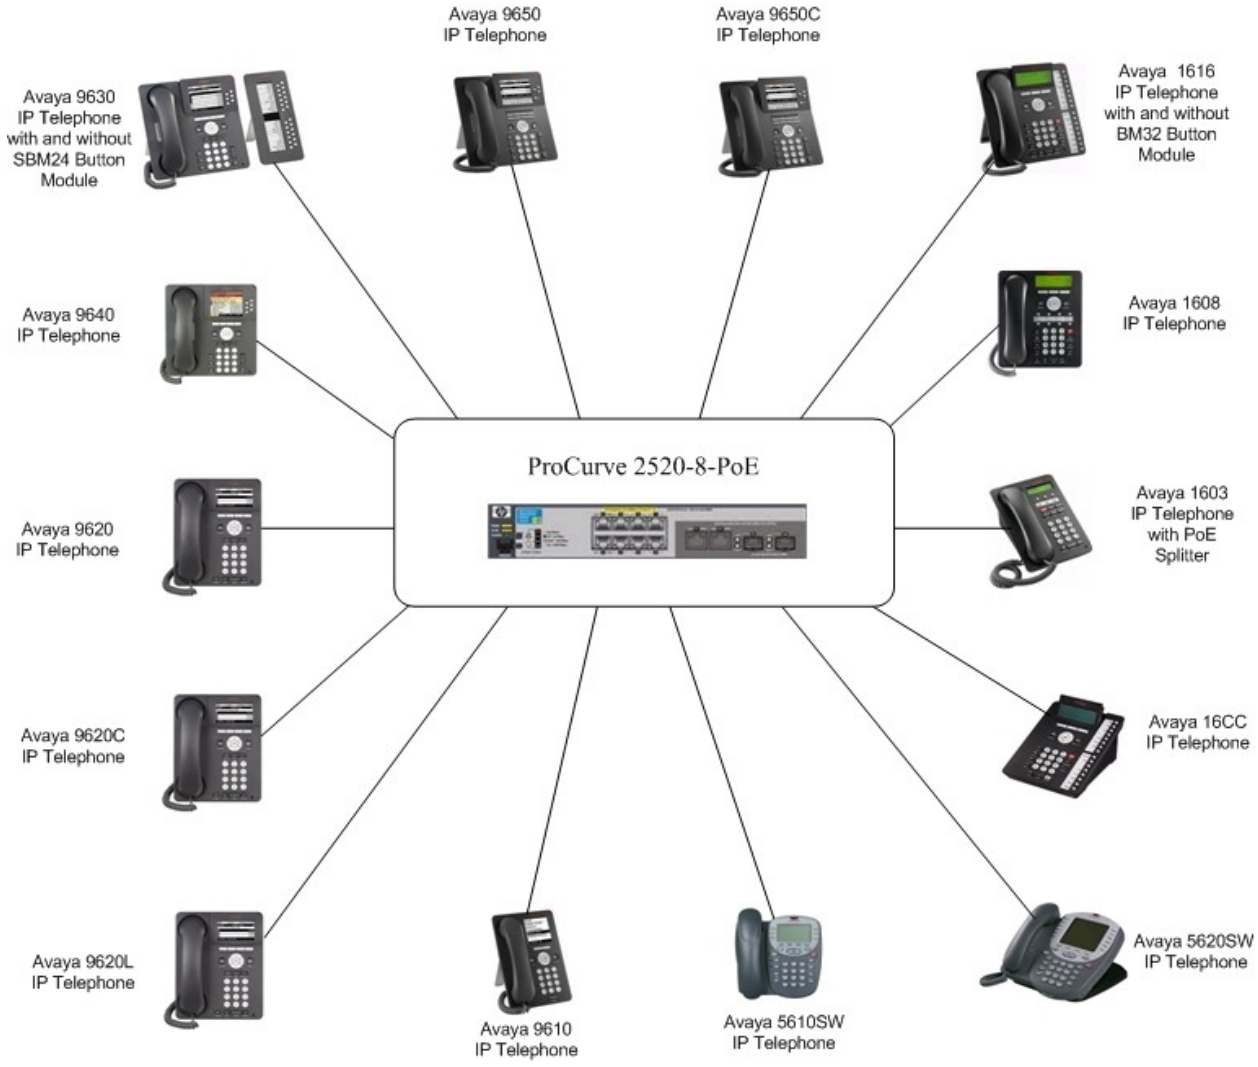 Avaya 9650
IP Telephone
Avaya 9650C
IP Telephone
Avaya 9630
IP Telephone
with and without
SBM24 Button
Module
Avaya 1616
IP Telephone
with and without
BM32 Button
Module
Avaya 9640
IP Telephone
Avaya 1608
IP Telephone
ProCurve 2520-8-PoE
Avaya 9620
IP Telephone
Avaya 1603
IP Telephone
with PoE
Splitter
Avaya 9620C
IP Telephone
Avaya 16CC
IP Telephone
Avaya 9620L
IP Telephone
Avaya 9610
IP Telephone
Avaya 5610SW
IP Telephone
Avaya 5620SW
IP Telephone